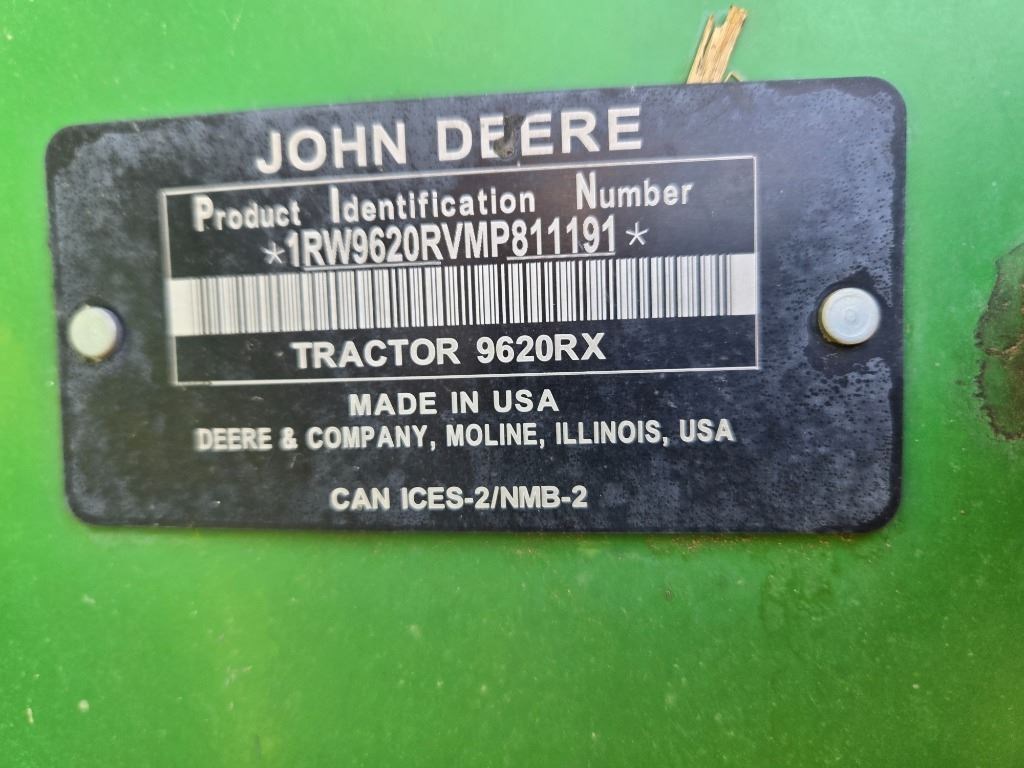 JOHN DEERE
Product Identification Number
*1RW9620RVMP811191*
TRACTOR 9620RX
MADE IN USA
DEERE & COMPANY, MOLINE, ILLINOIS, USA
CAN ICES-2/NMB-2